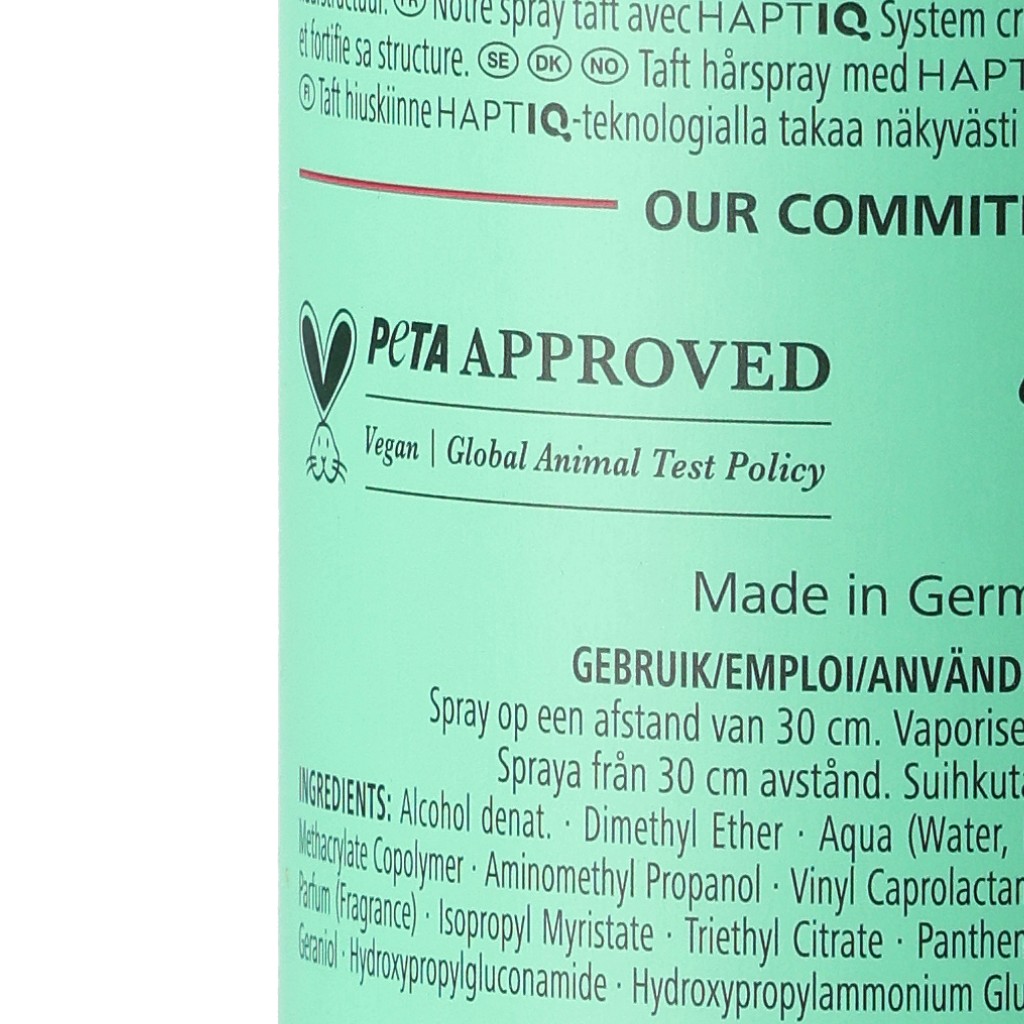 Notre spray taft avec HAPTIQ System cr
et fortifie sa structure. SE DK NO Taft hårspray med HAPT
FI Taft hiuskiinne HAPTIQ-teknologialla takaa näkyvästi
OUR COMMIT
PeTA APPROVED
Vegan | Global Animal Test Policy
Made in Germ
GEBRUIK/EMPLOI/ANVÄND
Spray op een afstand van 30 cm. Vaporise
Spraya från 30 cm avstånd. Suihkut
INGREDIENTS: Alcohol denat. · Dimethyl Ether · Aqua (Water,
Methacrylate Copolymer · Aminomethyl Propanol · Vinyl Caprolactam
Parfum (Fragrance) · Isopropyl Myristate · Triethyl Citrate · Panthen
Geraniol · Hydroxypropylgluconamide · Hydroxypropylammonium Glu